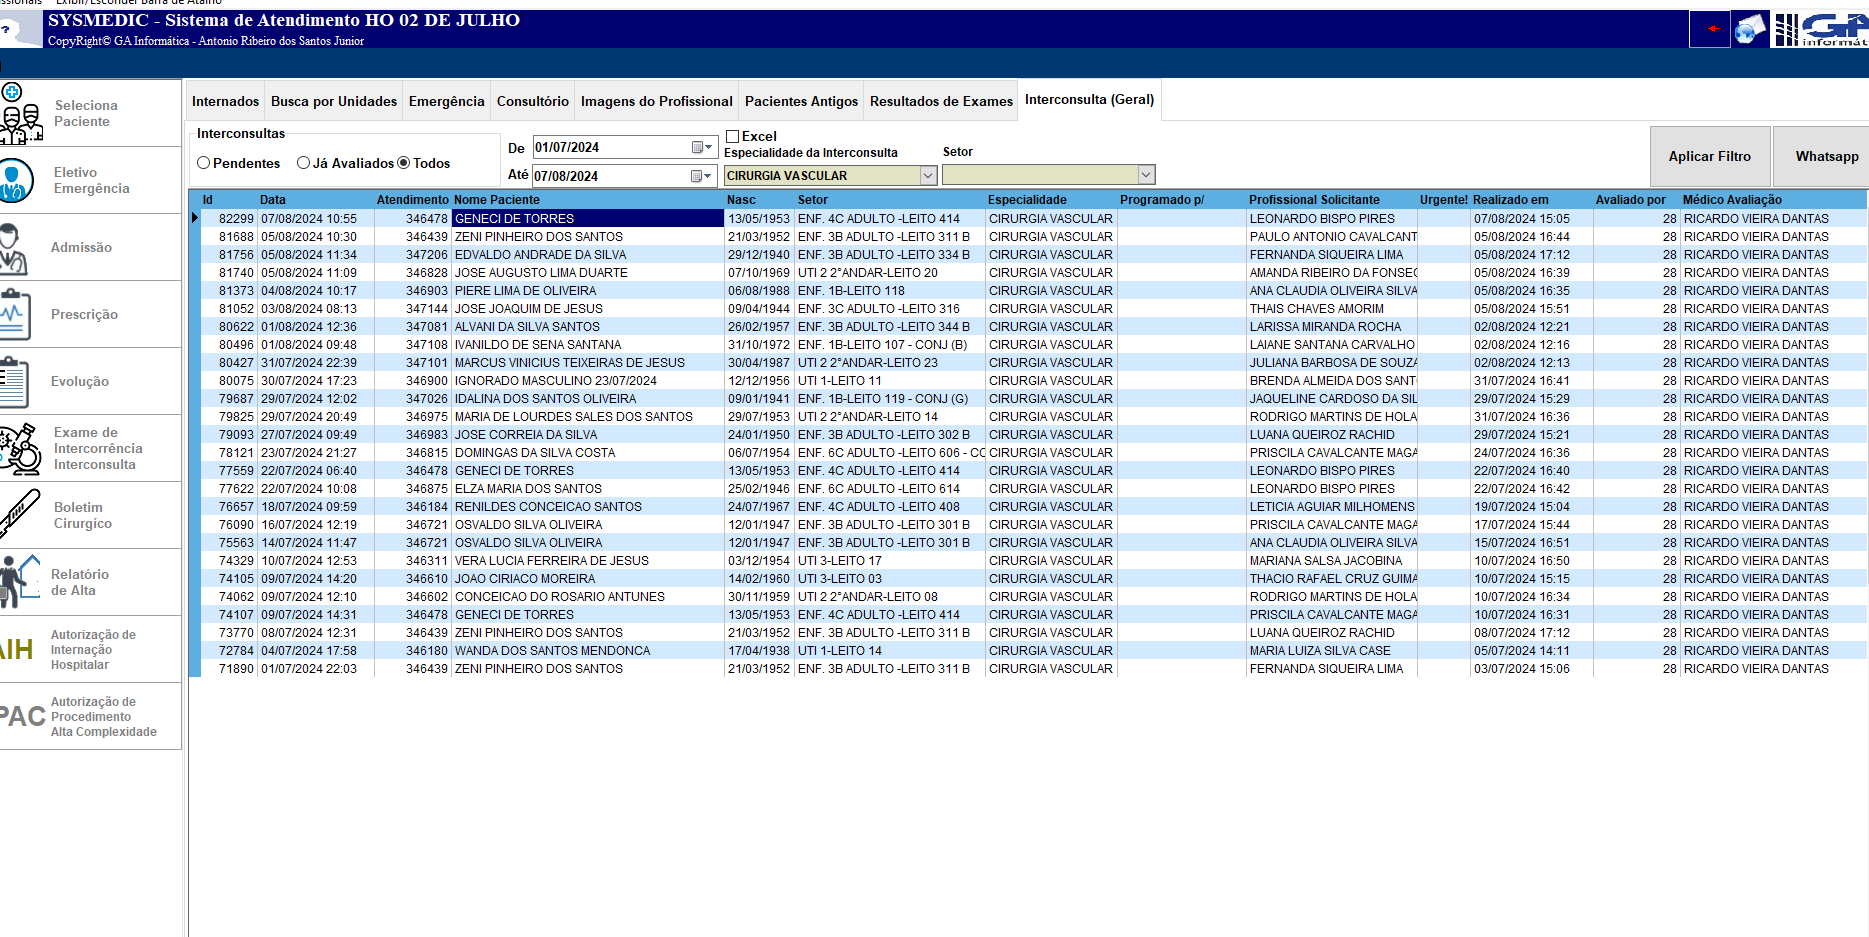 Exibir/Esconder Barra de Atalho
SYSMEDIC - Sistema de Atendimento HO 02 DE JULHO
CopyRight© GA Informática - Antonio Ribeiro dos Santos Junior
Seleciona
Paciente
Eletivo
Emergência
Admissão
Prescrição
Evolução
Exame de
Intercorrência
Interconsulta
Boletim
Cirurgíco
Relatório
de Alta
Autorização de
Internação
Hospitalar
Autorização de
Procedimento
Alta Complexidade
Internados Busca por Unidades Emergência Consultório Imagens do Profissional Pacientes Antigos Resultados de Exames Interconsulta (Geral)
Interconsultas
Pendentes Já Avaliados Todos
De 01/07/2024
Até 07/08/2024
Excel
Especialidade da Interconsulta
CIRURGIA VASCULAR
Setor
Aplicar Filtro
Whatsapp
Id Data Atendimento Nome Paciente Nasc Setor Especialidade Programado p/ Profissional Solicitante Urgente! Realizado em Avaliado por Médico Avaliação
82299 07/08/2024 10:55 346478 GENECI DE TORRES 13/05/1953 ENF. 4C ADULTO -LEITO 414 CIRURGIA VASCULAR LEONARDO BISPO PIRES 07/08/2024 15:05 28 RICARDO VIEIRA DANTAS
81688 05/08/2024 10:30 346439 ZENI PINHEIRO DOS SANTOS 21/03/1952 ENF. 3B ADULTO -LEITO 311 B CIRURGIA VASCULAR PAULO ANTONIO CAVALCANT 05/08/2024 16:44 28 RICARDO VIEIRA DANTAS
81756 05/08/2024 11:34 347206 EDVALDO ANDRADE DA SILVA 29/12/1940 ENF. 3B ADULTO -LEITO 334 B CIRURGIA VASCULAR FERNANDA SIQUEIRA LIMA 05/08/2024 17:12 28 RICARDO VIEIRA DANTAS
81740 05/08/2024 11:09 346828 JOSE AUGUSTO LIMA DUARTE 07/10/1969 UTI 2 2°ANDAR-LEITO 20 CIRURGIA VASCULAR AMANDA RIBEIRO DA FONSEC 05/08/2024 16:39 28 RICARDO VIEIRA DANTAS
81373 04/08/2024 10:17 346903 PIERE LIMA DE OLIVEIRA 06/08/1988 ENF. 1B-LEITO 118 CIRURGIA VASCULAR ANA CLAUDIA OLIVEIRA SILVA 05/08/2024 16:35 28 RICARDO VIEIRA DANTAS
81052 03/08/2024 08:13 347144 JOSE JOAQUIM DE JESUS 09/04/1944 ENF. 3C ADULTO -LEITO 316 CIRURGIA VASCULAR THAIS CHAVES AMORIM 05/08/2024 15:51 28 RICARDO VIEIRA DANTAS
80622 01/08/2024 12:36 347081 ALVANI DA SILVA SANTOS 26/02/1957 ENF. 3B ADULTO -LEITO 344 B CIRURGIA VASCULAR LARISSA MIRANDA ROCHA 02/08/2024 12:21 28 RICARDO VIEIRA DANTAS
80496 01/08/2024 09:48 347108 IVANILDO DE SENA SANTANA 31/10/1972 ENF. 1B-LEITO 107 - CONJ (B) CIRURGIA VASCULAR LAIANE SANTANA CARVALHO 02/08/2024 12:16 28 RICARDO VIEIRA DANTAS
80427 31/07/2024 22:39 347101 MARCUS VINICIUS TEIXEIRAS DE JESUS 30/04/1987 UTI 2 2°ANDAR-LEITO 23 CIRURGIA VASCULAR JULIANA BARBOSA DE SOUZA 02/08/2024 12:13 28 RICARDO VIEIRA DANTAS
80075 30/07/2024 17:23 346900 IGNORADO MASCULINO 23/07/2024 12/12/1956 UTI 1-LEITO 11 CIRURGIA VASCULAR BRENDA ALMEIDA DOS SANT 31/07/2024 16:41 28 RICARDO VIEIRA DANTAS
79687 29/07/2024 12:02 347026 IDALINA DOS SANTOS OLIVEIRA 09/01/1941 ENF. 1B-LEITO 119 - CONJ (G) CIRURGIA VASCULAR JAQUELINE CARDOSO DA SIL 29/07/2024 15:29 28 RICARDO VIEIRA DANTAS
79825 29/07/2024 20:49 346975 MARIA DE LOURDES SALES DOS SANTOS 29/07/1953 UTI 2 2°ANDAR-LEITO 14 CIRURGIA VASCULAR RODRIGO MARTINS DE HOLA 31/07/2024 16:36 28 RICARDO VIEIRA DANTAS
79093 27/07/2024 09:49 346983 JOSE CORREIA DA SILVA 24/01/1950 ENF. 3B ADULTO -LEITO 302 B CIRURGIA VASCULAR LUANA QUEIROZ RACHID 29/07/2024 15:21 28 RICARDO VIEIRA DANTAS
78121 23/07/2024 21:27 346815 DOMINGAS DA SILVA COSTA 06/07/1954 ENF. 6C ADULTO -LEITO 606 - CC CIRURGIA VASCULAR PRISCILA CAVALCANTE MAGA 24/07/2024 16:36 28 RICARDO VIEIRA DANTAS
77559 22/07/2024 06:40 346478 GENECI DE TORRES 13/05/1953 ENF. 4C ADULTO -LEITO 414 CIRURGIA VASCULAR LEONARDO BISPO PIRES 22/07/2024 16:40 28 RICARDO VIEIRA DANTAS
77622 22/07/2024 10:08 346875 ELZA MARIA DOS SANTOS 25/02/1946 ENF. 6C ADULTO -LEITO 614 CIRURGIA VASCULAR LEONARDO BISPO PIRES 22/07/2024 16:42 28 RICARDO VIEIRA DANTAS
76657 18/07/2024 09:59 346184 RENILDES CONCEICAO SANTOS 24/07/1967 ENF. 4C ADULTO -LEITO 408 CIRURGIA VASCULAR LETICIA AGUIAR MILHOMENS 19/07/2024 15:04 28 RICARDO VIEIRA DANTAS
76090 16/07/2024 12:19 346721 OSVALDO SILVA OLIVEIRA 12/01/1947 ENF. 3B ADULTO -LEITO 301 B CIRURGIA VASCULAR PRISCILA CAVALCANTE MAGA 17/07/2024 15:44 28 RICARDO VIEIRA DANTAS
75563 14/07/2024 11:47 346721 OSVALDO SILVA OLIVEIRA 12/01/1947 ENF. 3B ADULTO -LEITO 301 B CIRURGIA VASCULAR ANA CLAUDIA OLIVEIRA SILVA 15/07/2024 16:51 28 RICARDO VIEIRA DANTAS
74329 10/07/2024 12:53 346311 VERA LUCIA FERREIRA DE JESUS 03/12/1954 UTI 3-LEITO 17 CIRURGIA VASCULAR MARIANA SALSA JACOBINA 10/07/2024 16:50 28 RICARDO VIEIRA DANTAS
74105 09/07/2024 14:20 346610 JOAO CIRIACO MOREIRA 14/02/1960 UTI 3-LEITO 03 CIRURGIA VASCULAR THACIO RAFAEL CRUZ GUIMA 10/07/2024 15:15 28 RICARDO VIEIRA DANTAS
74062 09/07/2024 12:10 346602 CONCEICAO DO ROSARIO ANTUNES 30/11/1959 UTI 2 2°ANDAR-LEITO 08 CIRURGIA VASCULAR RODRIGO MARTINS DE HOLA 10/07/2024 16:34 28 RICARDO VIEIRA DANTAS
74107 09/07/2024 14:31 346478 GENECI DE TORRES 13/05/1953 ENF. 4C ADULTO -LEITO 414 CIRURGIA VASCULAR PRISCILA CAVALCANTE MAGA 10/07/2024 16:31 28 RICARDO VIEIRA DANTAS
73770 08/07/2024 12:31 346439 ZENI PINHEIRO DOS SANTOS 21/03/1952 ENF. 3B ADULTO -LEITO 311 B CIRURGIA VASCULAR LUANA QUEIROZ RACHID 08/07/2024 17:12 28 RICARDO VIEIRA DANTAS
72784 04/07/2024 17:58 346180 WANDA DOS SANTOS MENDONCA 17/04/1938 UTI 1-LEITO 14 CIRURGIA VASCULAR MARIA LUIZA SILVA CASE 05/07/2024 14:11 28 RICARDO VIEIRA DANTAS
71890 01/07/2024 22:03 346439 ZENI PINHEIRO DOS SANTOS 21/03/1952 ENF. 3B ADULTO -LEITO 311 B CIRURGIA VASCULAR FERNANDA SIQUEIRA LIMA 03/07/2024 15:06 28 RICARDO VIEIRA DANTAS